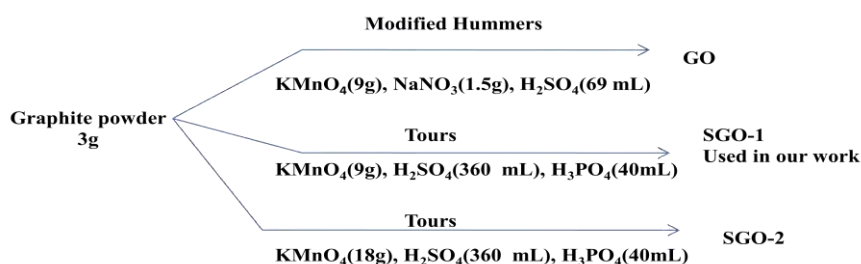 Modified Hummers
GO
KMnO₄(9g), NaNO₃(1.5g), H₂SO₄(69 mL)
Graphite powder
3g
Tours
SGO-1
Used in our work
KMnO₄(9g), H₂SO₄(360  mL), H₃PO₄(40mL)
Tours
SGO-2
KMnO₄(18g), H₂SO₄(360  mL), H₃PO₄(40mL)